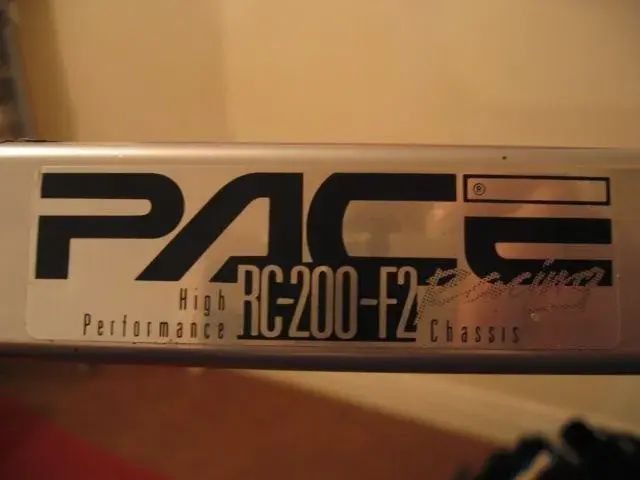 PACE ®
High RC-200-F2 Racing
Performance Chassis